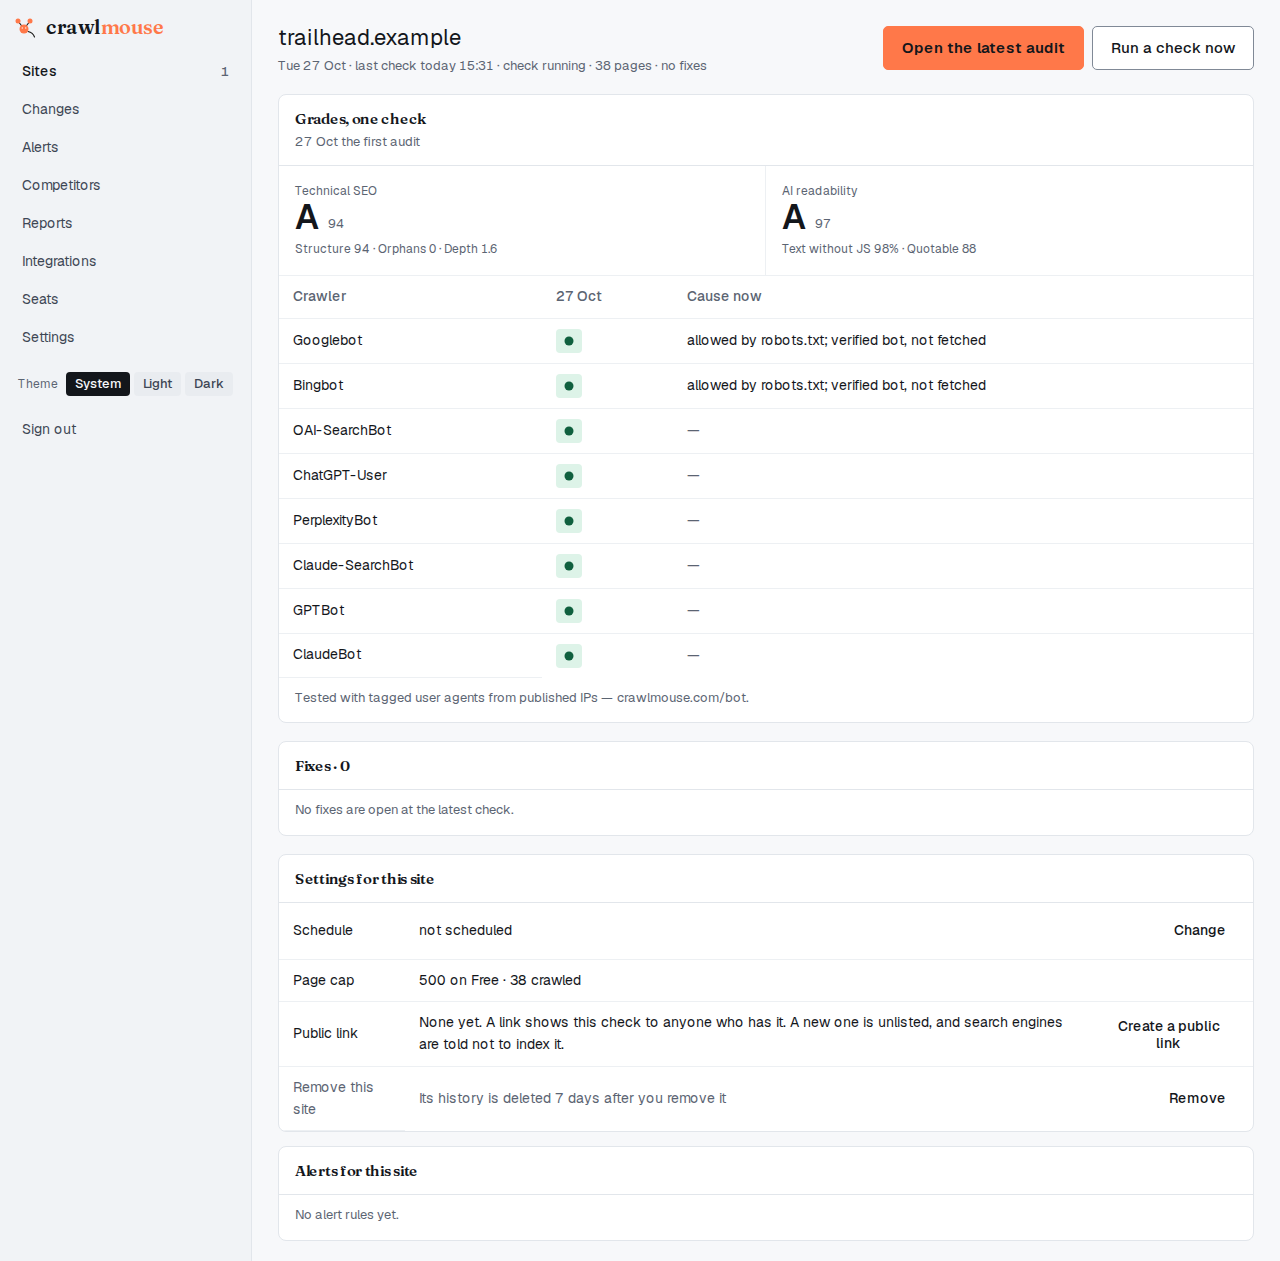 crawlmouse
Sites 1
Changes
Alerts
Competitors
Reports
Integrations
Seats
Settings
Theme System Light Dark
Sign out
trailhead.example
Tue 27 Oct · last check today 15:31 · check running · 38 pages · no fixes
Open the latest audit
Run a check now
Grades, one check
27 Oct the first audit
Technical SEO
A 94
Structure 94 · Orphans 0 · Depth 1.6
AI readability
A 97
Text without JS 98% · Quotable 88
Crawler 27 Oct Cause now
Googlebot allowed by robots.txt; verified bot, not fetched
Bingbot allowed by robots.txt; verified bot, not fetched
OAI-SearchBot —
ChatGPT-User —
PerplexityBot —
Claude-SearchBot —
GPTBot —
ClaudeBot —
Tested with tagged user agents from published IPs — crawlmouse.com/bot.
Fixes · 0
No fixes are open at the latest check.
Settings for this site
Schedule not scheduled Change
Page cap 500 on Free · 38 crawled
Public link None yet. A link shows this check to anyone who has it. A new one is unlisted, and search engines
are told not to index it.
Create a public
link
Remove this
site
Its history is deleted 7 days after you remove it Remove
Alerts for this site
No alert rules yet.